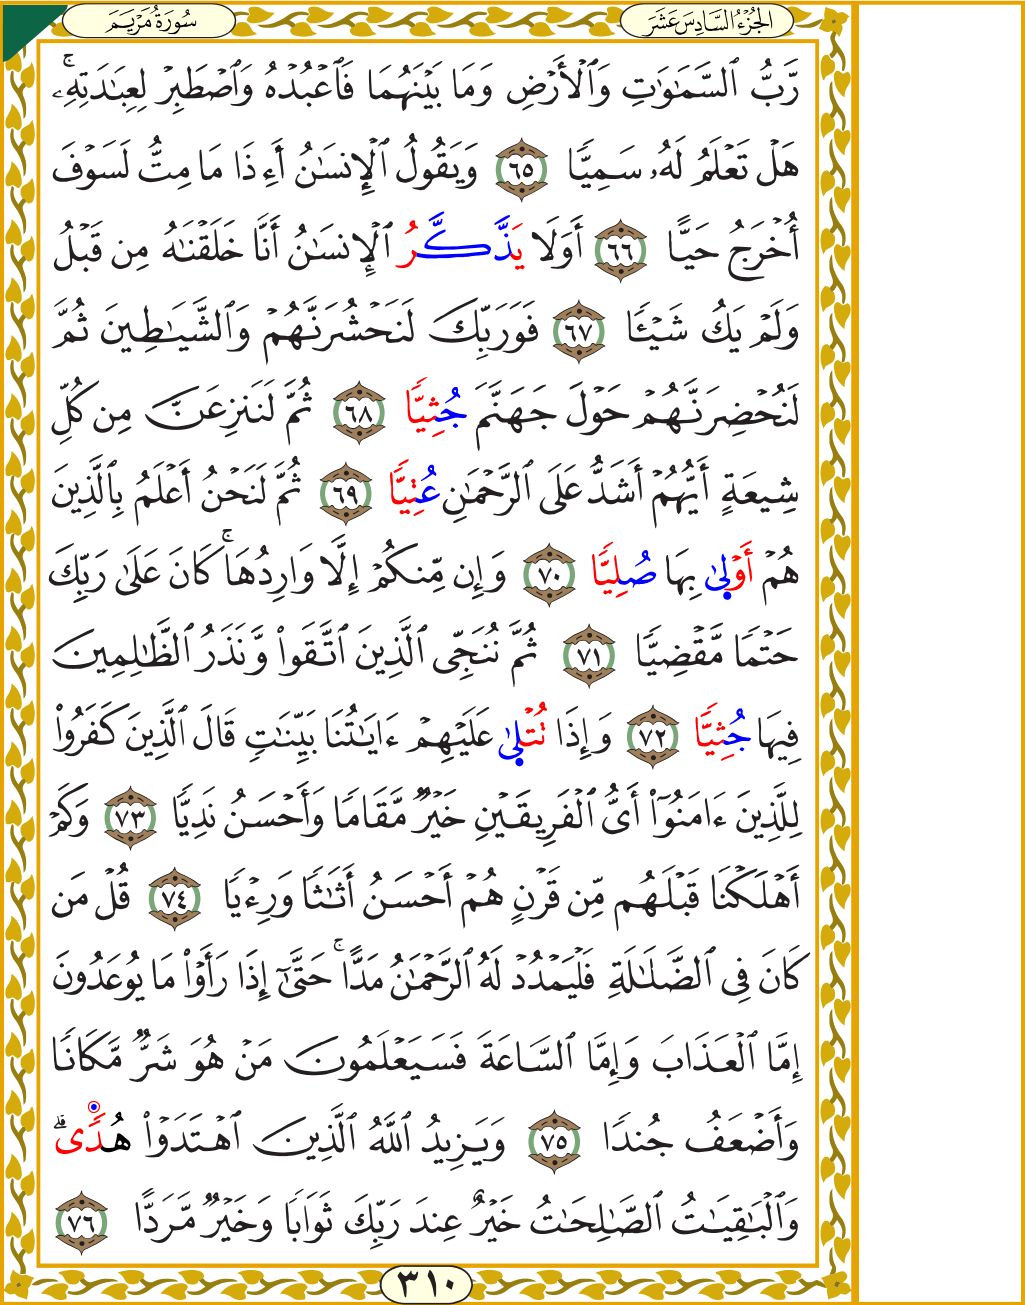 الجُزْءُ السَّادِسَ عَشَرَ
سُورَةُ مَرْيَمَ
رَّبُّ ٱلسَّمَٰوَٰتِ وَٱلْأَرْضِ وَمَا بَيْنَهُمَا فَٱعْبُدْهُ وَٱصْطَبِرْ لِعِبَٰدَتِهِۦۚ
هَلْ تَعْلَمُ لَهُۥ سَمِيًّا ٦٥ وَيَقُولُ ٱلْإِنسَٰنُ أَءِذَا مَا مِتُّ لَسَوْفَ
أُخْرَجُ حَيًّا ٦٦ أَوَلَا يَذَّكَّرُ ٱلْإِنسَٰنُ أَنَّا خَلَقْنَٰهُ مِن قَبْلُ
وَلَمْ يَكُ شَيْـًٔا ٦٧ فَوَرَبِّكَ لَنَحْشُرَنَّهُمْ وَٱلشَّيَٰطِينَ ثُمَّ
لَنُحْضِرَنَّهُمْ حَوْلَ جَهَنَّمَ جُثِيًّا ٦٨ ثُمَّ لَنَنزِعَنَّ مِن كُلِّ
شِيعَةٍ أَيُّهُمْ أَشَدُّ عَلَى ٱلرَّحْمَٰنِ عُتِيًّا ٦٩ ثُمَّ لَنَحْنُ أَعْلَمُ بِٱلَّذِينَ
هُمْ أَوْلَىٰ بِهَا صُلِيًّا ٧٠ وَإِن مِّنكُمْ إِلَّا وَارِدُهَاۚ كَانَ عَلَىٰ رَبِّكَ
حَتْمًا مَّقْضِيًّا ٧١ ثُمَّ نُنَجِّى ٱلَّذِينَ ٱتَّقَوا۟ وَّنَذَرُ ٱلظَّٰلِمِينَ
فِيهَا جُثِيًّا ٧٢ وَإِذَا تُتْلَىٰ عَلَيْهِمْ ءَايَٰتُنَا بَيِّنَٰتٍ قَالَ ٱلَّذِينَ كَفَرُوا۟
لِلَّذِينَ ءَامَنُوٓا۟ أَىُّ ٱلْفَرِيقَيْنِ خَيْرٌ مَّقَامًا وَأَحْسَنُ نَدِيًّا ٧٣ وَكَمْ
أَهْلَكْنَا قَبْلَهُم مِّن قَرْنٍ هُمْ أَحْسَنُ أَثَٰثًا وَرِءْيًا ٧٤ قُلْ مَن
كَانَ فِى ٱلضَّلَٰلَةِ فَلْيَمْدُدْ لَهُ ٱلرَّحْمَٰنُ مَدًّاۚ حَتَّىٰٓ إِذَا رَأَوْا۟ مَا يُوعَدُونَ
إِمَّا ٱلْعَذَابَ وَإِمَّا ٱلسَّاعَةَ فَسَيَعْلَمُونَ مَنْ هُوَ شَرٌّ مَّكَانًا
وَأَضْعَفُ جُندًا ٧٥ وَيَزِيدُ ٱللَّهُ ٱلَّذِينَ ٱهْتَدَوْا۟ هُدًىۗ
وَٱلْبَٰقِيَٰتُ ٱلصَّٰلِحَٰتُ خَيْرٌ عِندَ رَبِّكَ ثَوَابًا وَخَيْرٌ مَّرَدًّا ٧٦
٣١٠